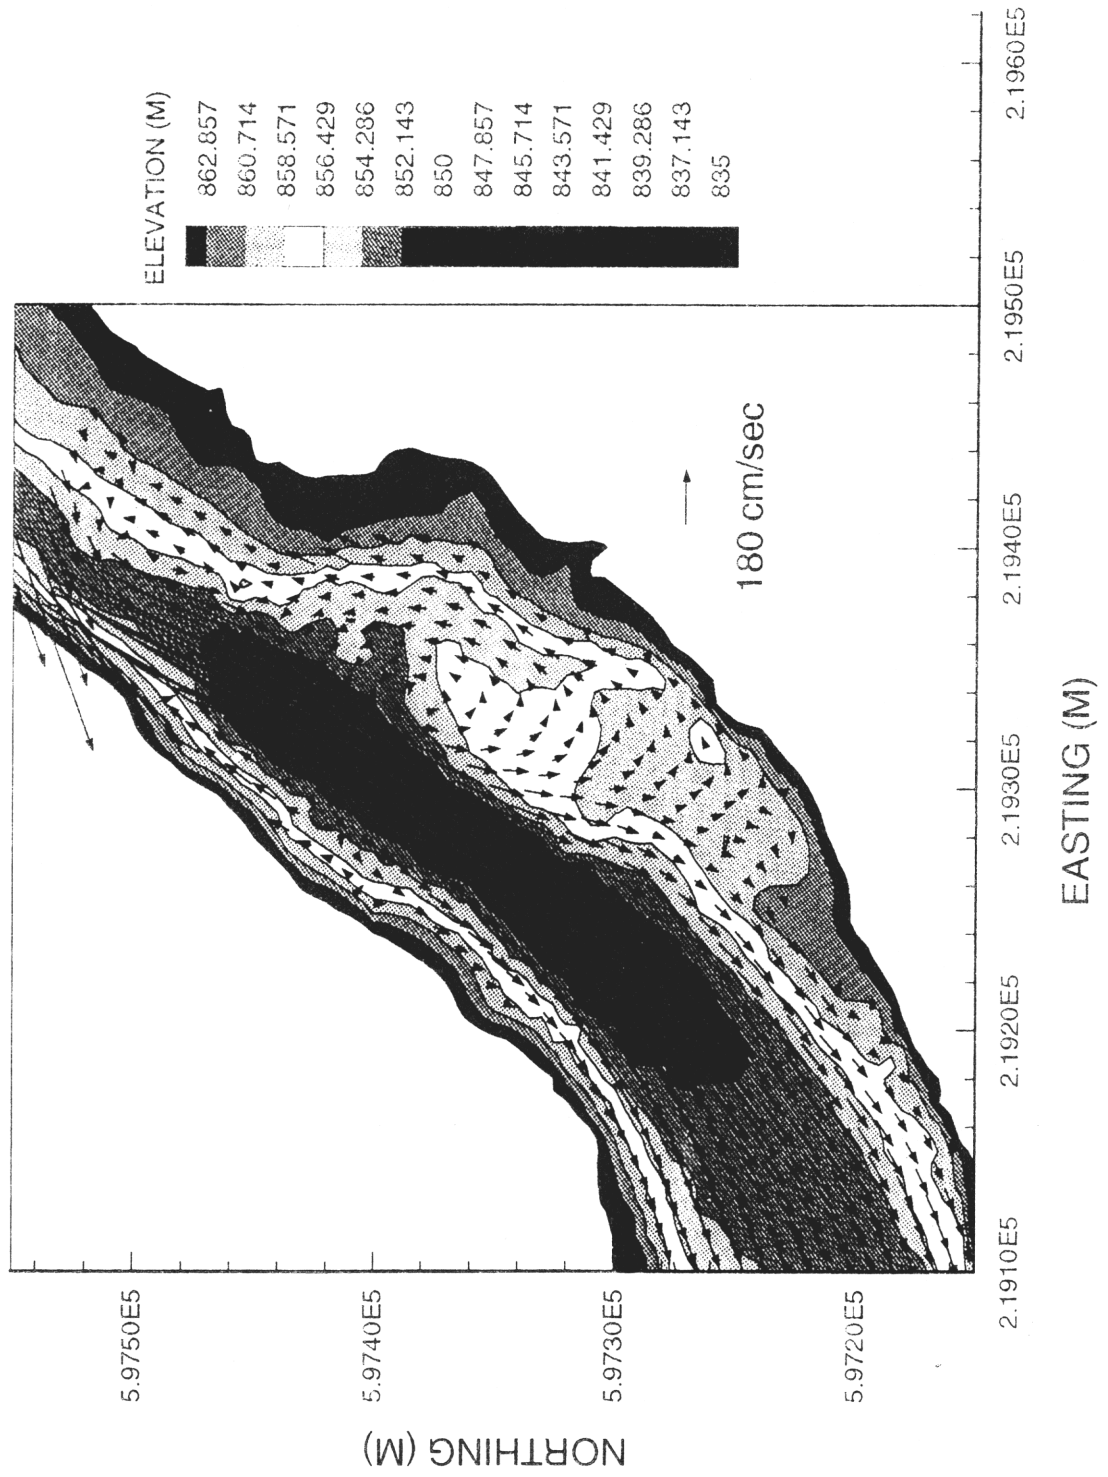 ELEVATION (M)
862.857
860.714
858.571
856.429
854.286
852.143
850
847.857
845.714
843.571
841.429
839.286
837.143
835
180 cm/sec
NORTHING (M)
5.9750E5
5.9740E5
5.9730E5
5.9720E5
2.1910E5
2.1920E5
2.1930E5
2.1940E5
2.1950E5
2.1960E5
EASTING (M)